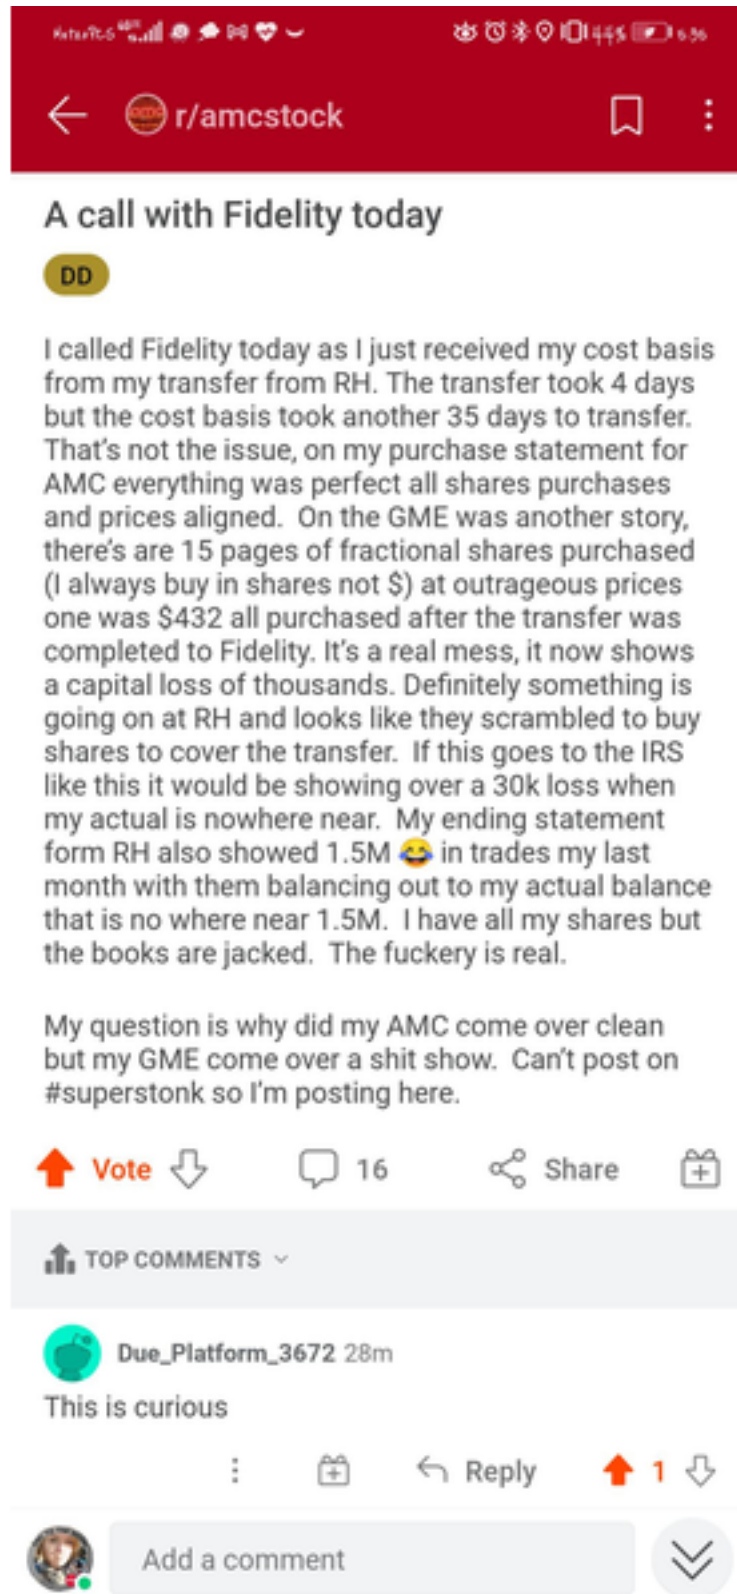 r/amcstock
A call with Fidelity today
DD
I called Fidelity today as I just received my cost basis
from my transfer from RH. The transfer took 4 days
but the cost basis took another 35 days to transfer.
That's not the issue, on my purchase statement for
AMC everything was perfect all shares purchases
and prices aligned.  On the GME was another story,
there's are 15 pages of fractional shares purchased
(I always buy in shares not $) at outrageous prices
one was $432 all purchased after the transfer was
completed to Fidelity. It's a real mess, it now shows
a capital loss of thousands. Definitely something is
going on at RH and looks like they scrambled to buy
shares to cover the transfer.  If this goes to the IRS
like this it would be showing over a 30k loss when
my actual is nowhere near.  My ending statement
form RH also showed 1.5M 😂 in trades my last
month with them balancing out to my actual balance
that is no where near 1.5M.  I have all my shares but
the books are jacked.  The fuckery is real.
My question is why did my AMC come over clean
but my GME come over a shit show.  Can't post on
#superstonk so I'm posting here.
Vote 16 Share
TOP COMMENTS
Due_Platform_3672 28m
This is curious
Reply 1
Add a comment